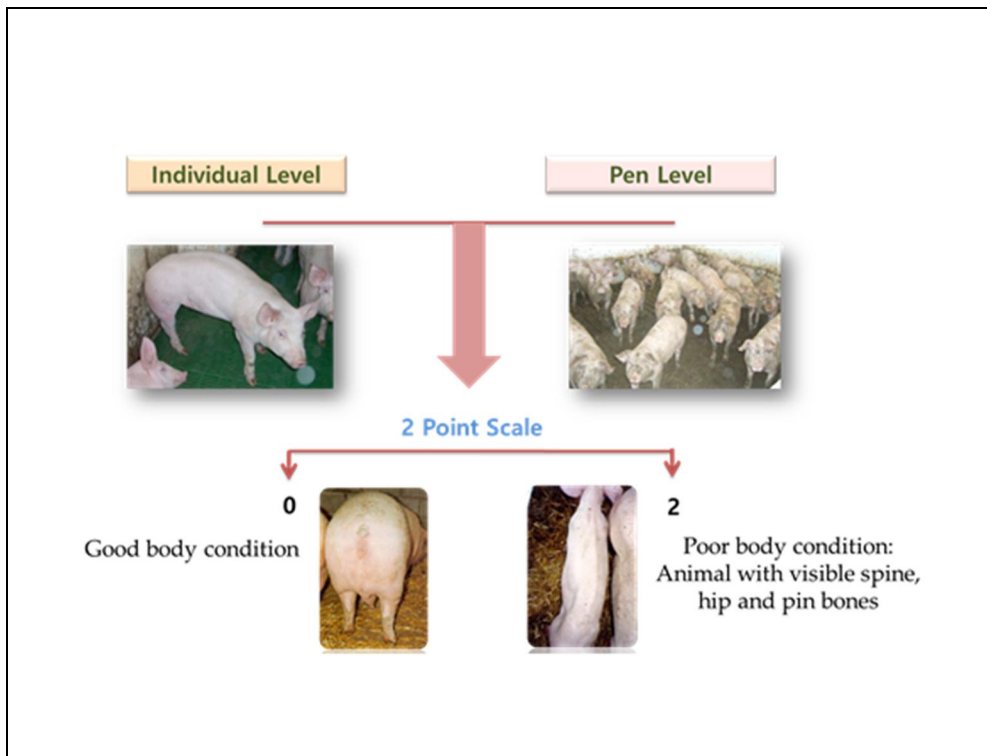 Individual Level
Pen Level
2 Point Scale
0
Good body condition
2
Poor body condition:
Animal with visible spine,
hip and pin bones